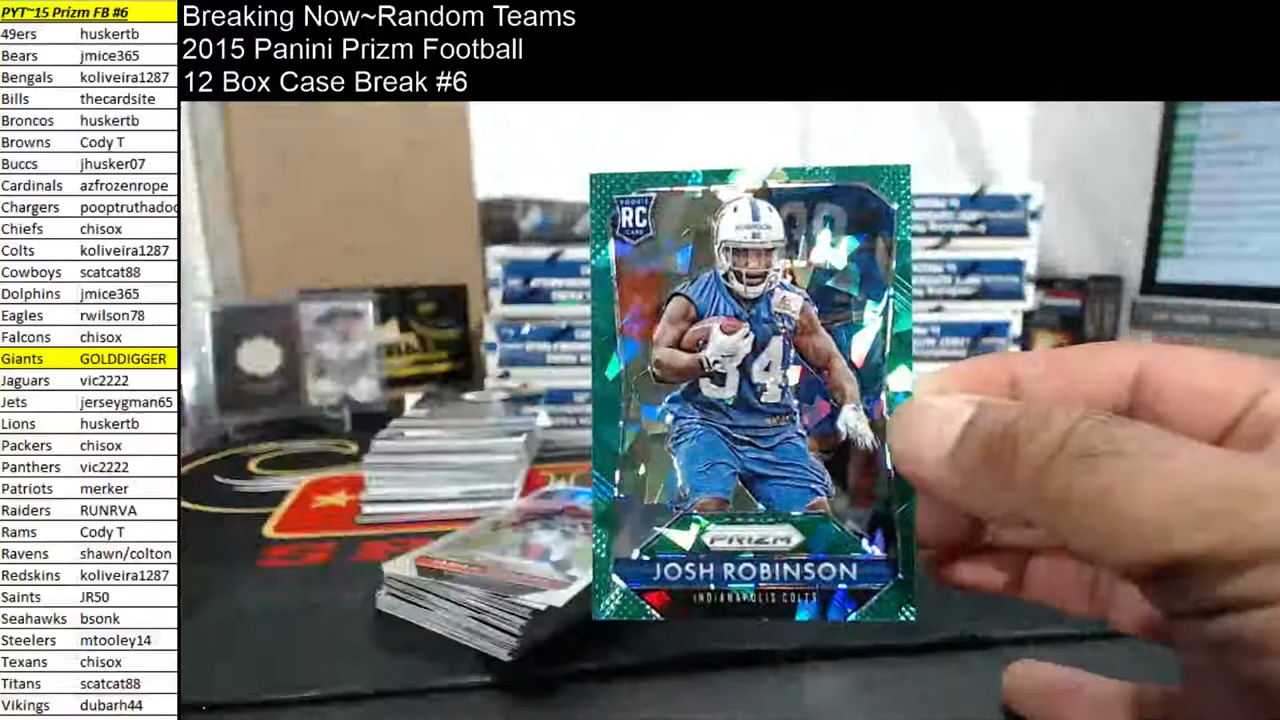 PYT~15 Prizm FB #6
49ers huskertb
Bears jmice365
Bengals koliveira1287
Bills thecardsite
Broncos huskertb
Browns Cody T
Buccs jhusker07
Cardinals azfrozenrope
Chargers pooptruthadoo
Chiefs chisox
Colts koliveira1287
Cowboys scatcat88
Dolphins jmice365
Eagles rwilson78
Falcons chisox
Giants GOLDDIGGER
Jaguars vic2222
Jets jerseygman65
Lions huskertb
Packers chisox
Panthers vic2222
Patriots merker
Raiders RUNRVA
Rams Cody T
Ravens shawn/colton
Redskins koliveira1287
Saints JR50
Seahawks bsonk
Steelers mtooley14
Texans chisox
Titans scatcat88
Vikings dubarh44
Breaking Now~Random Teams
2015 Panini Prizm Football
12 Box Case Break #6
ROOKIE
RC
CARD
34
PRIZM
JOSH ROBINSON
INDIANAPOLIS COLTS